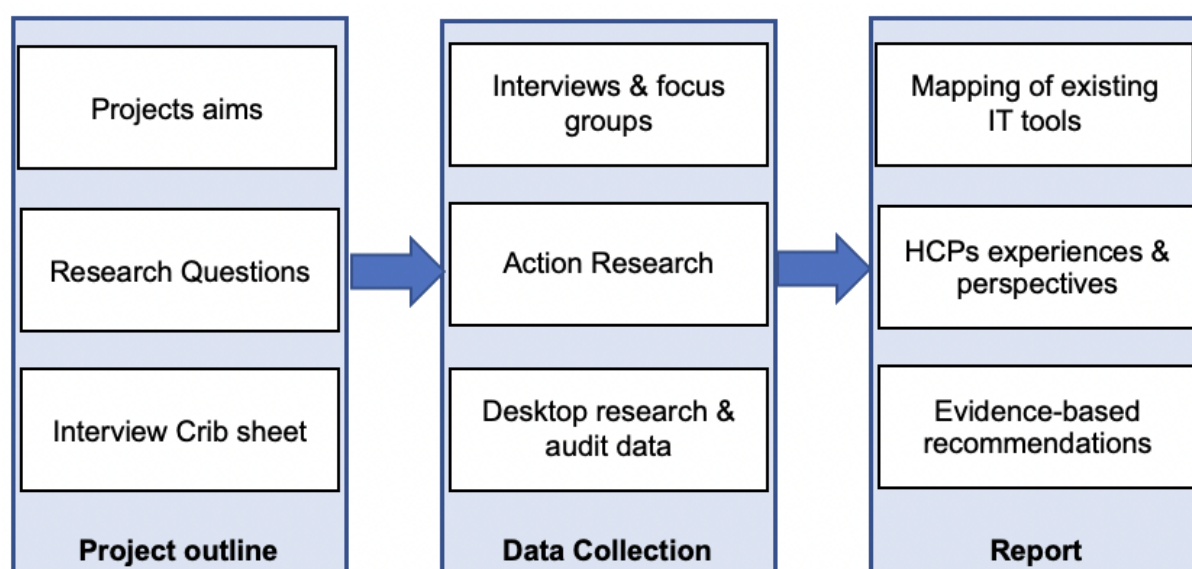 Projects aims
Research Questions
Interview Crib sheet
Project outline
Interviews & focus
groups
Action Research
Desktop research &
audit data
Data Collection
Mapping of existing
IT tools
HCPs experiences &
perspectives
Evidence-based
recommendations
Report